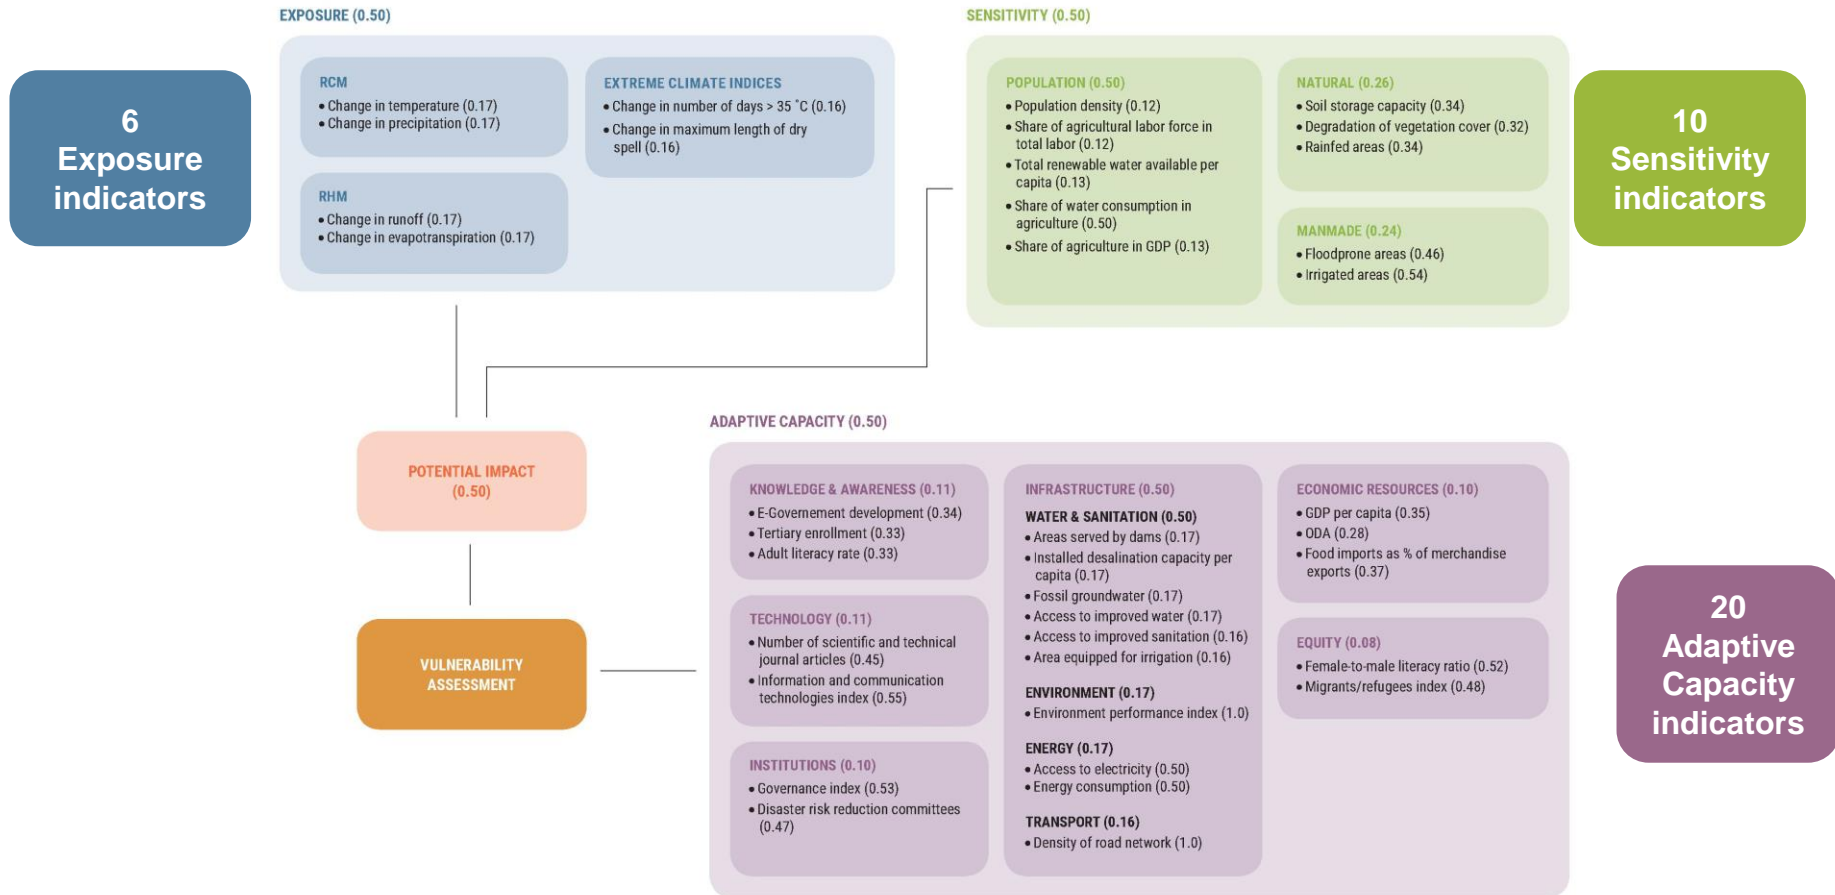 EXPOSURE (0.50)
6
Exposure
indicators
RCM
• Change in temperature (0.17)
• Change in precipitation (0.17)
RHM
• Change in runoff (0.17)
• Change in evapotranspiration (0.17)
EXTREME CLIMATE INDICES
• Change in number of days > 35 ˚C (0.16)
• Change in maximum length of dry
spell (0.16)
SENSITIVITY (0.50)
POPULATION (0.50)
• Population density (0.12)
• Share of agricultural labor force in
total labor (0.12)
• Total renewable water available per
capita (0.13)
• Share of water consumption in
agriculture (0.50)
• Share of agriculture in GDP (0.13)
NATURAL (0.26)
• Soil storage capacity (0.34)
• Degradation of vegetation cover (0.32)
• Rainfed areas (0.34)
MANMADE (0.24)
• Floodprone areas (0.46)
• Irrigated areas (0.54)
10
Sensitivity
indicators
POTENTIAL IMPACT
(0.50)
VULNERABILITY
ASSESSMENT
ADAPTIVE CAPACITY (0.50)
KNOWLEDGE & AWARENESS (0.11)
• E-Governement development (0.34)
• Tertiary enrollment (0.33)
• Adult literacy rate (0.33)
TECHNOLOGY (0.11)
• Number of scientific and technical
journal articles (0.45)
• Information and communication
technologies index (0.55)
INSTITUTIONS (0.10)
• Governance index (0.53)
• Disaster risk reduction committees
(0.47)
INFRASTRUCTURE (0.50)
WATER & SANITATION (0.50)
• Areas served by dams (0.17)
• Installed desalination capacity per
capita (0.17)
• Fossil groundwater (0.17)
• Access to improved water (0.17)
• Access to improved sanitation (0.16)
• Area equipped for irrigation (0.16)
ENVIRONMENT (0.17)
• Environment performance index (1.0)
ENERGY (0.17)
• Access to electricity (0.50)
• Energy consumption (0.50)
TRANSPORT (0.16)
• Density of road network (1.0)
ECONOMIC RESOURCES (0.10)
• GDP per capita (0.35)
• ODA (0.28)
• Food imports as % of merchandise
exports (0.37)
EQUITY (0.08)
• Female-to-male literacy ratio (0.52)
• Migrants/refugees index (0.48)
20
Adaptive
Capacity
indicators